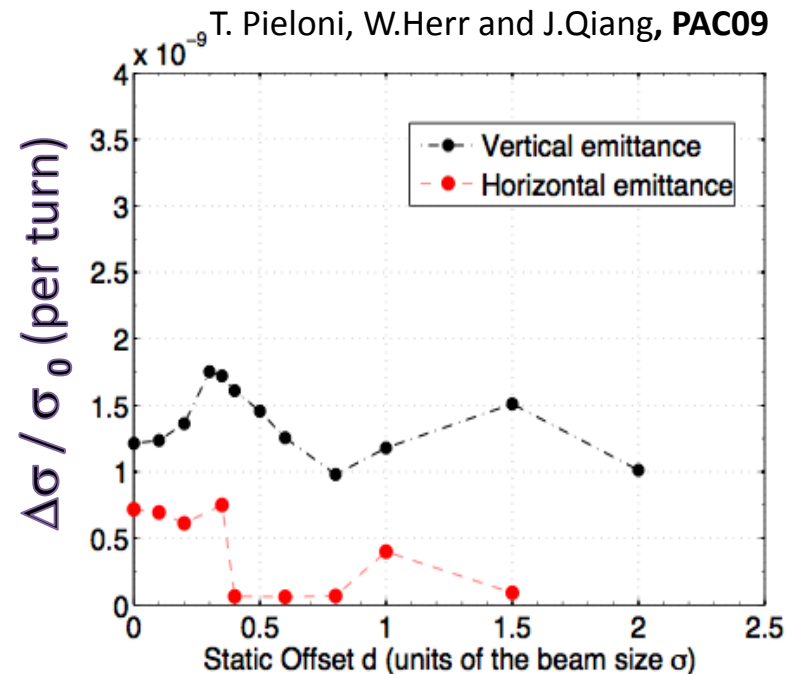 T. Pieloni, W.Herr and J.Qiang, PAC09
x 10⁻⁹
4
3.5
3
2.5
2
1.5
1
0.5
0
Vertical emittance
Horizontal emittance
Δσ / σ ₀ (per turn)
0 0.5 1 1.5 2 2.5
Static Offset d (units of the beam size σ)